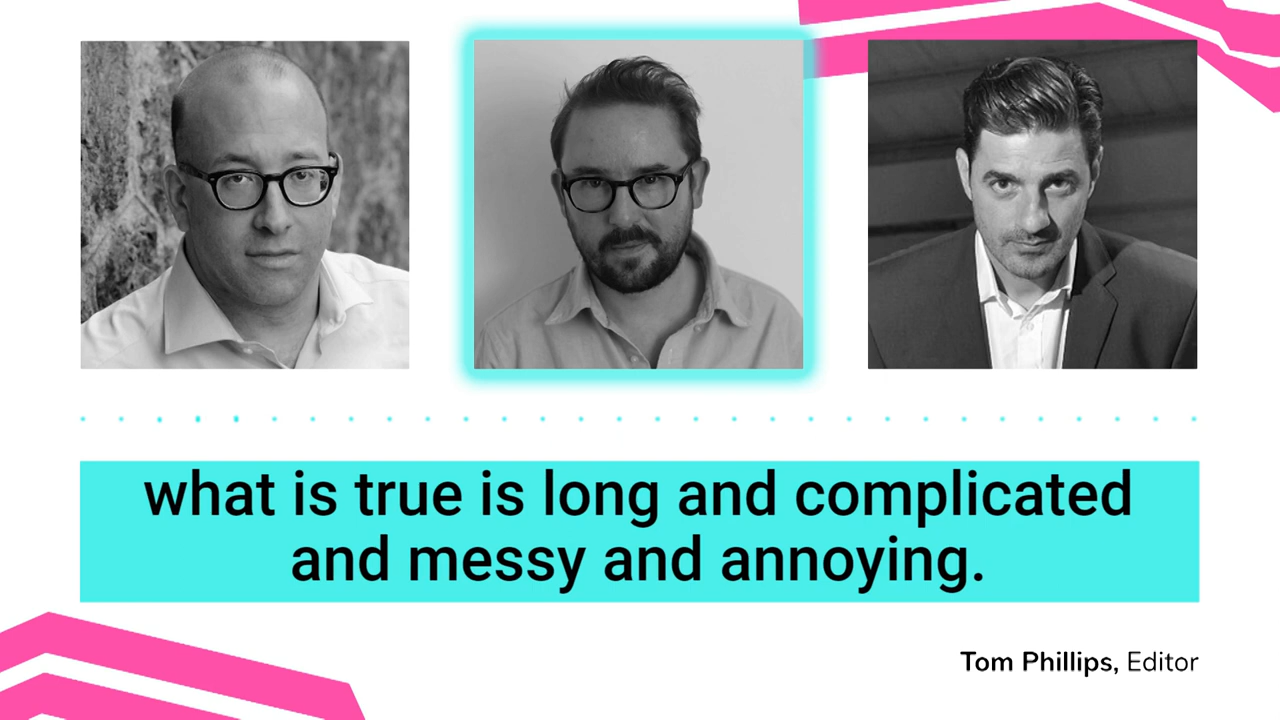 what is true is long and complicated
and messy and annoying.
Tom Phillips, Editor